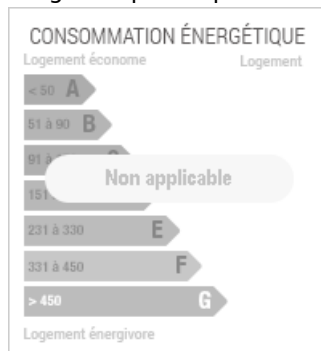 CONSOMMATION ÉNERGÉTIQUE
Logement économe Logement
< 50 A
51 à 90 B
91 à
Non applicable
151
231 à 330 E
331 à 450 F
> 450 G
Logement énergivore